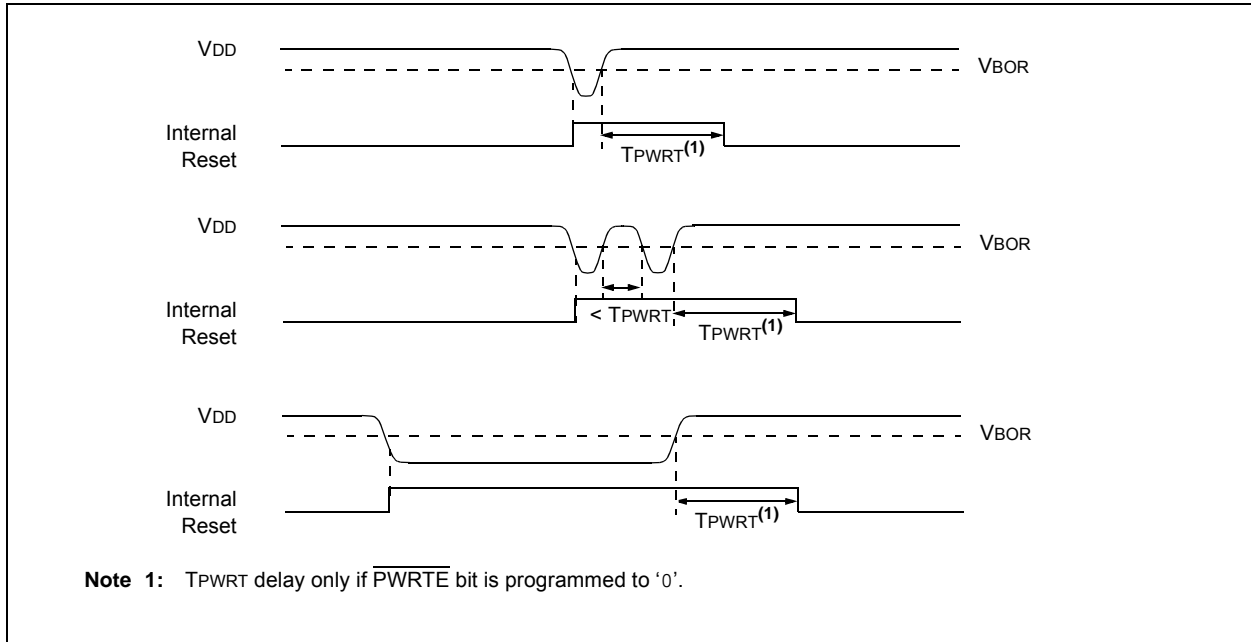 VDD
VBOR
Internal
Reset
TPWRT(1)
VDD
VBOR
Internal
Reset
< TPWRT
TPWRT(1)
VDD
VBOR
Internal
Reset
TPWRT(1)
Note 1: TPWRT delay only if PWRTE bit is programmed to ‘0’.